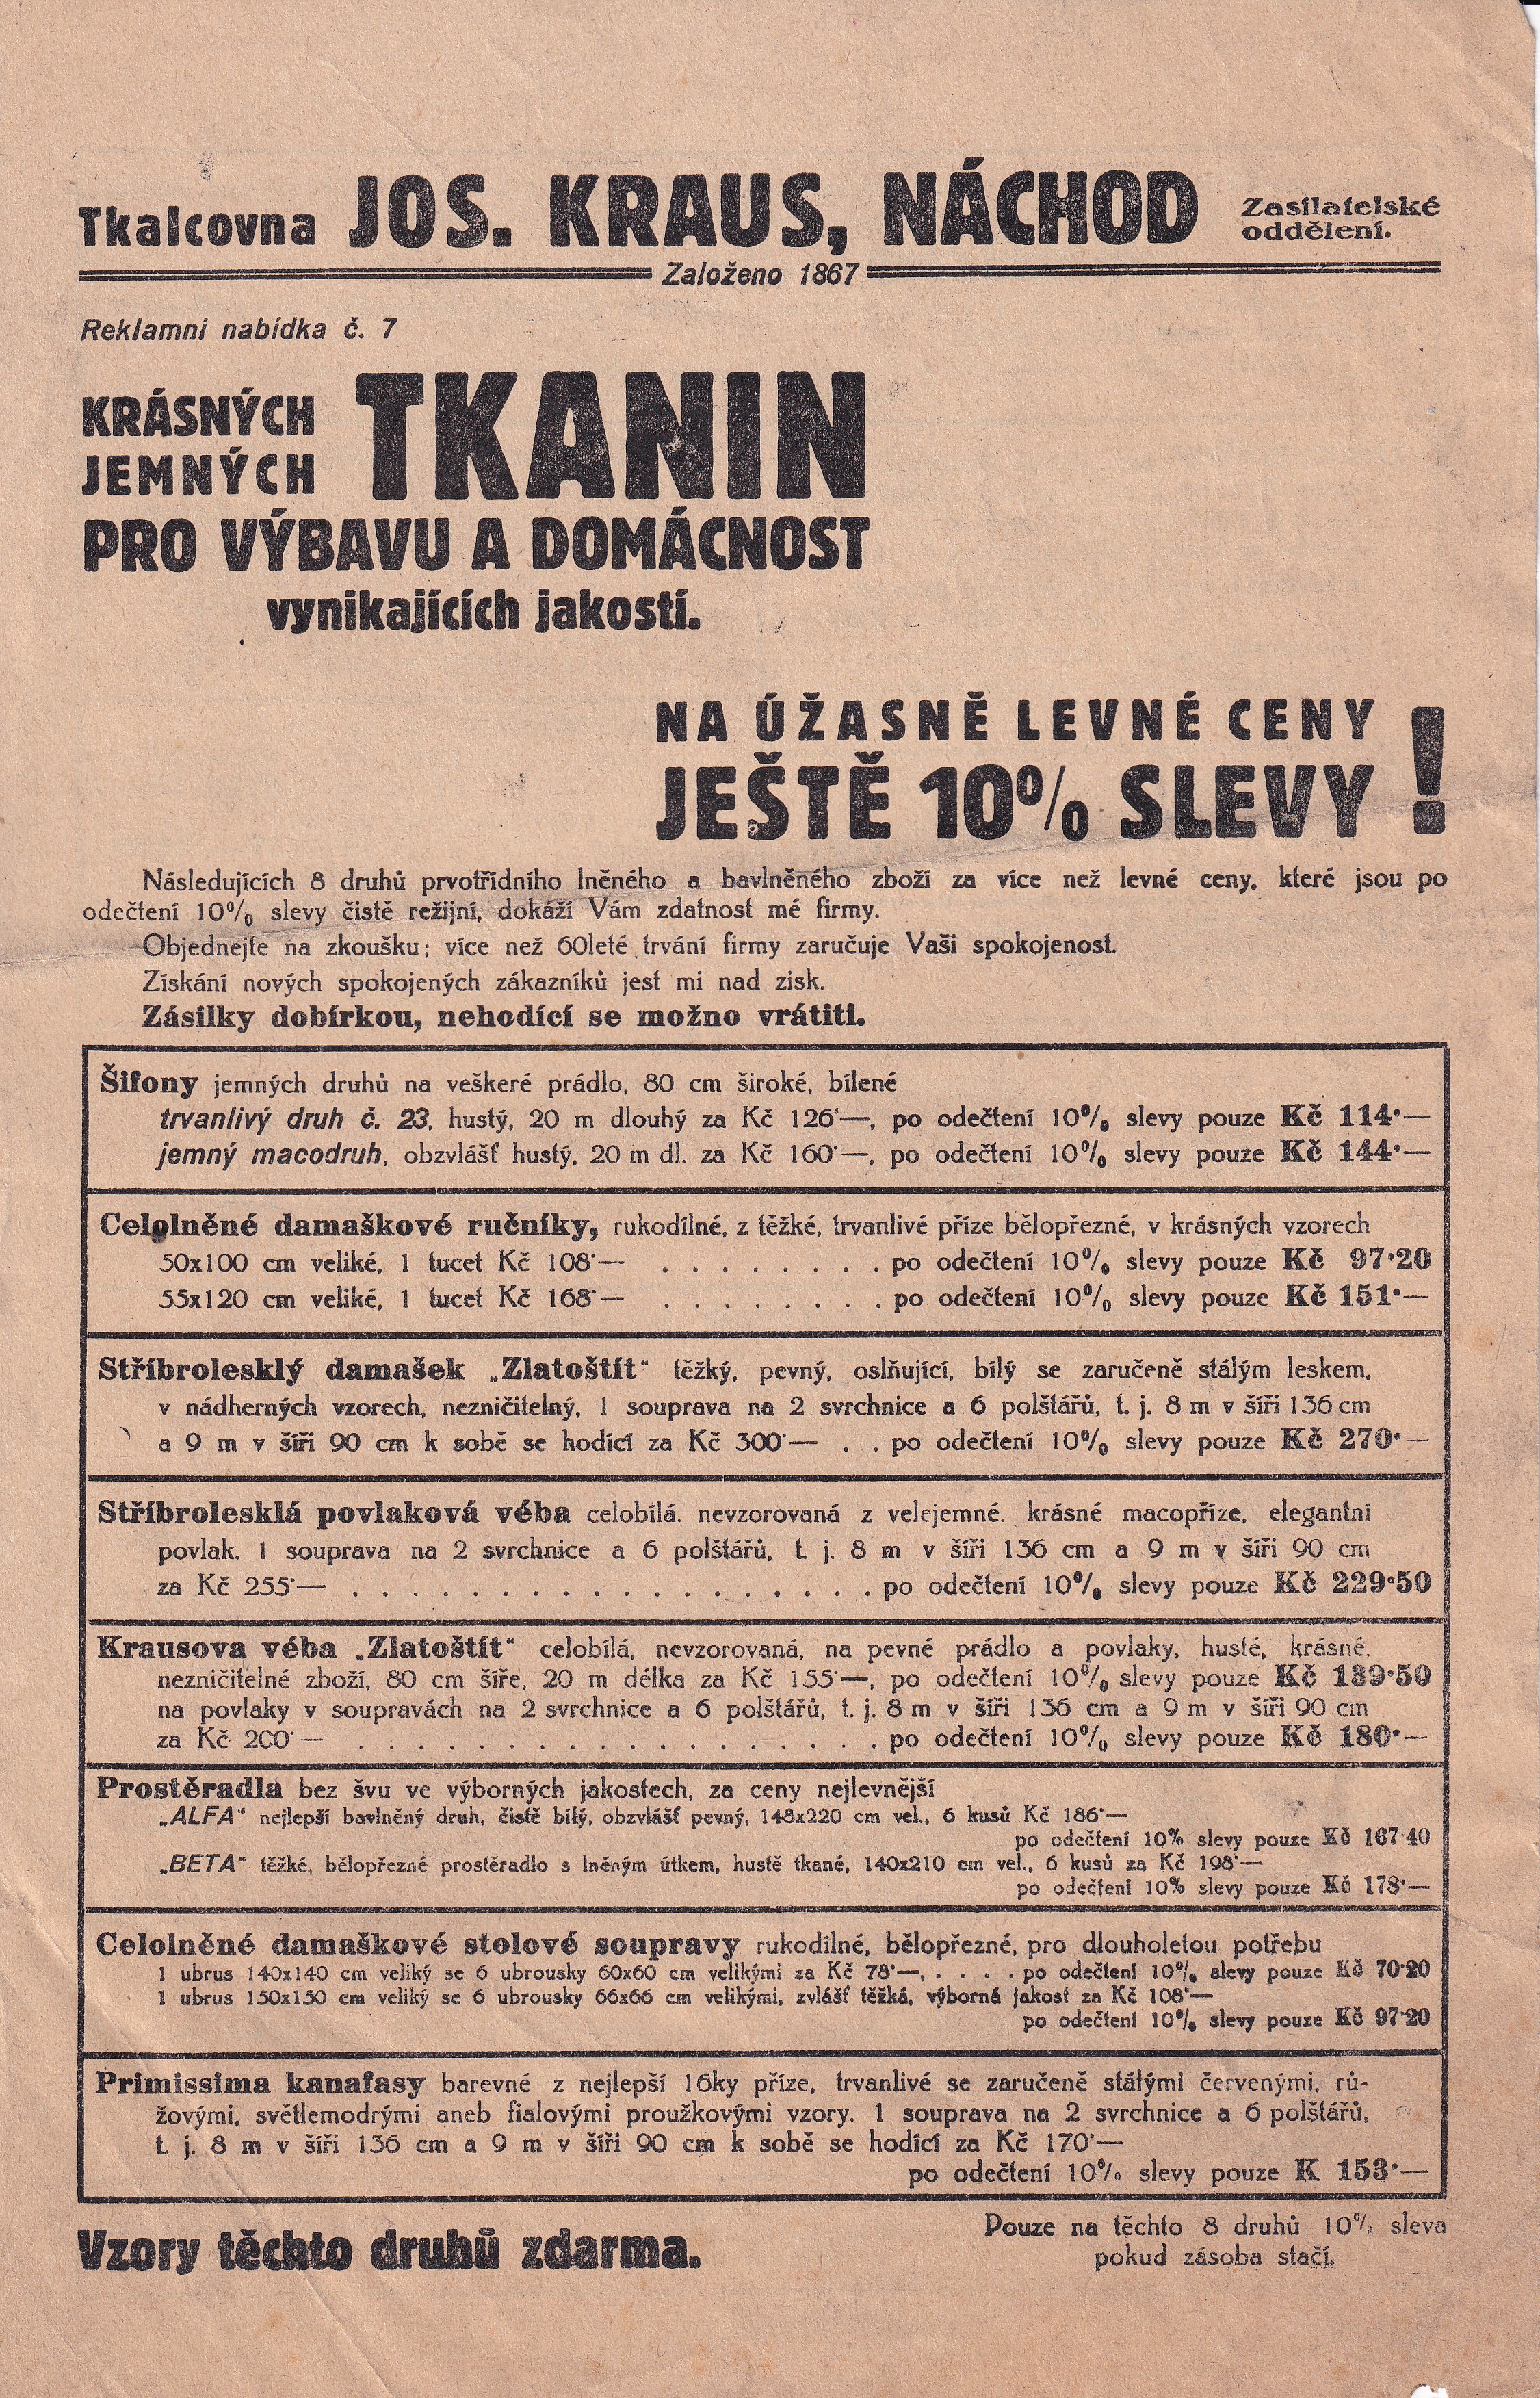 Tkalcovna JOS. KRAUS, NÁCHOD Zasílatelské oddělení.
Založeno 1867
Reklamní nabídka č. 7
KRÁSNÝCH JEMNÝCH TKANIN
PRO VÝBAVU A DOMÁCNOST
vynikajících jakostí.
NA ÚŽASNĚ LEVNÉ CENY
JEŠTĚ 10% SLEVY !
Následujících 8 druhů prvotřídního lněného a bavlněného zboží za více než levné ceny, které jsou po
odečtení 10% slevy čistě režijní, dokáží Vám zdatnost mé firmy.
Objednejte na zkoušku; více než 60leté trvání firmy zaručuje Vaši spokojenost.
Získání nových spokojených zákazníků jest mi nad zisk.
Zásilky dobírkou, nehodící se možno vrátiti.
Šifony jemných druhů na veškeré prádlo, 80 cm široké, bílené
trvanlivý druh č. 23, hustý, 20 m dlouhý za Kč 126·—, po odečtení 10% slevy pouze Kč 114·—
jemný macodruh, obzvlášť hustý, 20 m dl. za Kč 160·—, po odečtení 10% slevy pouze Kč 144·—
Celolněné damaškové ručníky, rukodílné, z těžké, trvanlivé příze bělopřezné, v krásných vzorech
50x100 cm veliké, 1 tucet Kč 108·— . . . . . . . . po odečtení 10% slevy pouze Kč 97·20
55x120 cm veliké, 1 tucet Kč 168·— . . . . . . . . po odečtení 10% slevy pouze Kč 151·—
Stříbrolesklý damašek „Zlatoštít“ těžký, pevný, oslňující, bílý se zaručeně stálým leskem,
v nádherných vzorech, nezničitelný, 1 souprava na 2 svrchnice a 6 polštářů, t. j. 8 m v šíři 136 cm
a 9 m v šíři 90 cm k sobě se hodící za Kč 300·— . . po odečtení 10% slevy pouze Kč 270·—
Stříbrolesklá povlaková véba celobílá. nevzorovaná z velejemné. krásné macopříze, elegantní
povlak. 1 souprava na 2 svrchnice a 6 polštářů, t. j. 8 m v šíři 136 cm a 9 m v šíři 90 cm
za Kč 255·— . . . . . . . . . . . . . . . . . . po odečtení 10% slevy pouze Kč 229·50
Krausova véba „Zlatoštít“ celobílá, nevzorovaná, na pevné prádlo a povlaky, husté, krásné,
nezničitelné zboží, 80 cm šíře, 20 m délka za Kč 155·—, po odečtení 10% slevy pouze Kč 139·50
na povlaky v soupravách na 2 svrchnice a 6 polštářů, t. j. 8 m v šíři 136 cm a 9 m v šíři 90 cm
za Kč 200·— . . . . . . . . . . . . . . . . . . po odečtení 10% slevy pouze Kč 180·—
Prostěradla bez švu ve výborných jakostech, za ceny nejlevnější
„ALFA“ nejlepší bavlněný druh, čistě bílý, obzvlášť pevný, 148x220 cm vel., 6 kusů Kč 186·—
po odečtení 10% slevy pouze Kč 167·40
„BETA“ těžké, bělopřezné prostěradlo s lněným útkem, hustě tkané, 140x210 cm vel., 6 kusů za Kč 198·—
po odečtení 10% slevy pouze Kč 178·—
Celolněné damaškové stolové soupravy rukodílné, bělopřezné, pro dlouholetou potřebu
1 ubrus 140x140 cm veliký se 6 ubrousky 60x60 cm velikými za Kč 78·—, . . . . po odečtení 10% slevy pouze Kč 70·20
1 ubrus 150x150 cm veliký se 6 ubrousky 66x66 cm velikými, zvlášť těžká, výborná jakost za Kč 108·—
po odečtení 10% slevy pouze Kč 97·20
Primissima kanafasy barevné z nejlepší 16ky příze, trvanlivé se zaručeně stálými červenými, rů-
žovými, světlemodrými aneb fialovými proužkovými vzory. 1 souprava na 2 svrchnice a 6 polštářů,
t. j. 8 m v šíři 136 cm a 9 m v šíři 90 cm k sobě se hodící za Kč 170·—
po odečtení 10% slevy pouze K 153·—
Vzory těchto druhů zdarma.
Pouze na těchto 8 druhů 10% sleva
pokud zásoba stačí.